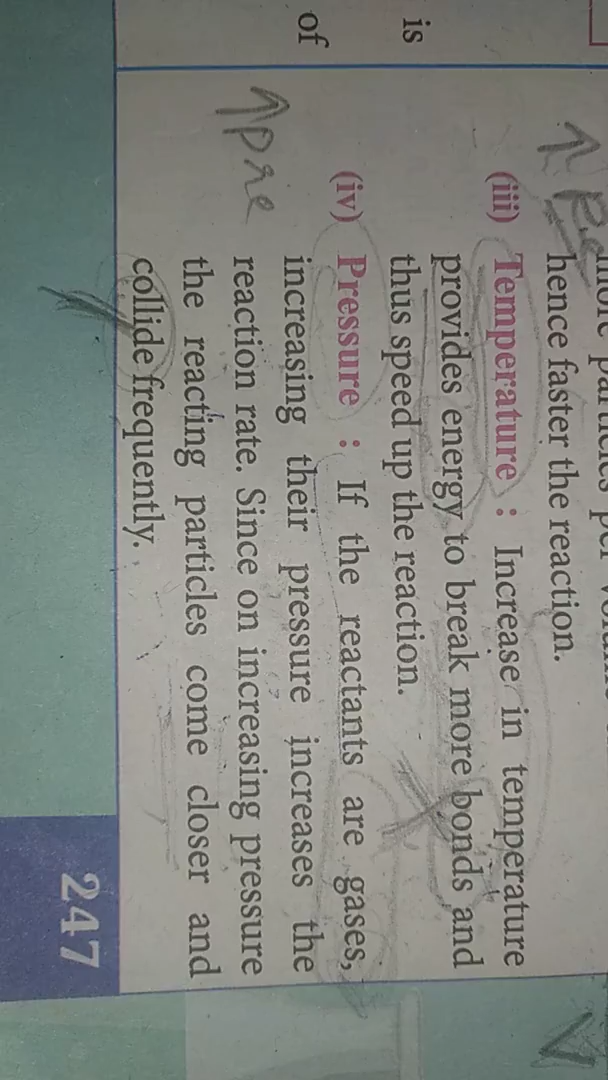 is
of
hence faster the reaction.
(iii) Temperature : Increase in temperature
provides energy to break more bonds and
thus speed up the reaction.
(iv) Pressure : If the reactants are gases,
increasing their pressure increases the
↑pre
reaction rate. Since on increasing pressure
the reacting particles come closer and
collide frequently.
247